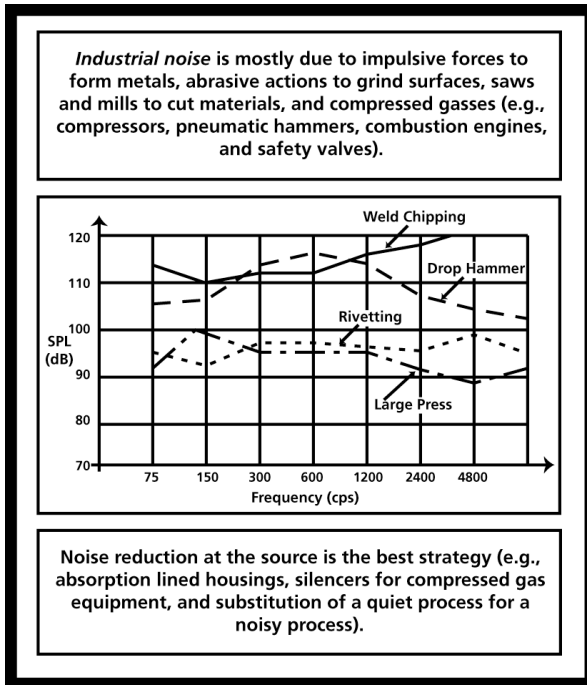 Industrial noise is mostly due to impulsive forces to
form metals, abrasive actions to grind surfaces, saws
and mills to cut materials, and compressed gasses (e.g.,
compressors, pneumatic hammers, combustion engines,
and safety valves).
Weld Chipping
120
Drop Hammer
110
Rivetting
100
SPL
(dB)
90
Large Press
80
70
75 150 300 600 1200 2400 4800
Frequency (cps)
Noise reduction at the source is the best strategy (e.g.,
absorption lined housings, silencers for compressed gas
equipment, and substitution of a quiet process for a
noisy process).